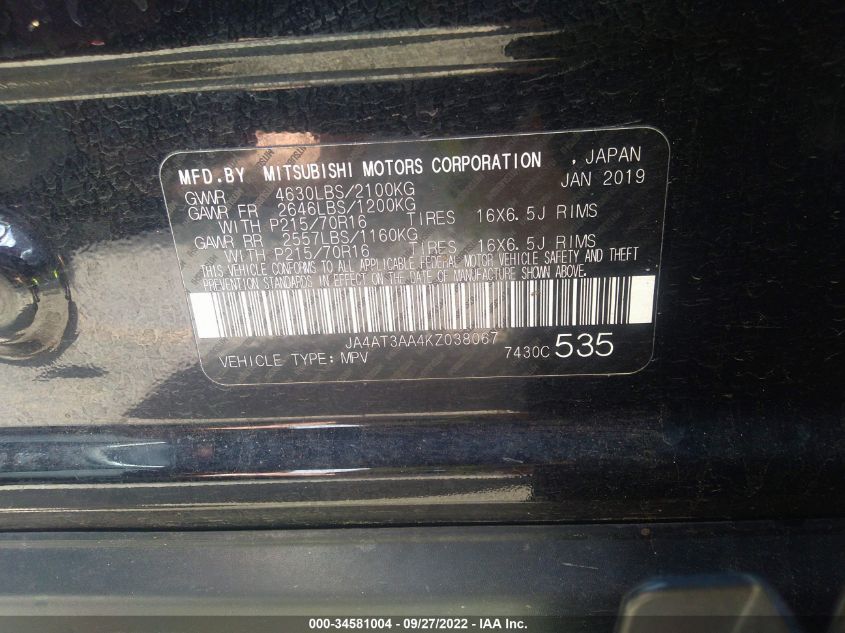 MFD.BY MITSUBISHI MOTORS CORPORATION , JAPAN
GWWR 4630LBS/2100KG JAN 2019
GAWR FR 2646LBS/1200KG
WITH P215/70R16 TIRES 16X6.5J RIMS
GAWR RR 2557LBS/1160KG
WITH P215/70R16 TIRES 16X6.5J RIMS
THIS VEHICLE CONFORMS TO ALL APPLICABLE FEDERAL MOTOR VEHICLE SAFETY AND THEFT
PREVENTION STANDARDS IN EFFECT ON THE DATE OF MANUFACTURE SHOWN ABOVE.
JA4AT3AA4KZ038067
VEHICLE TYPE: MPV 7430C 535
000-34581004 - 09/27/2022 - IAA Inc.